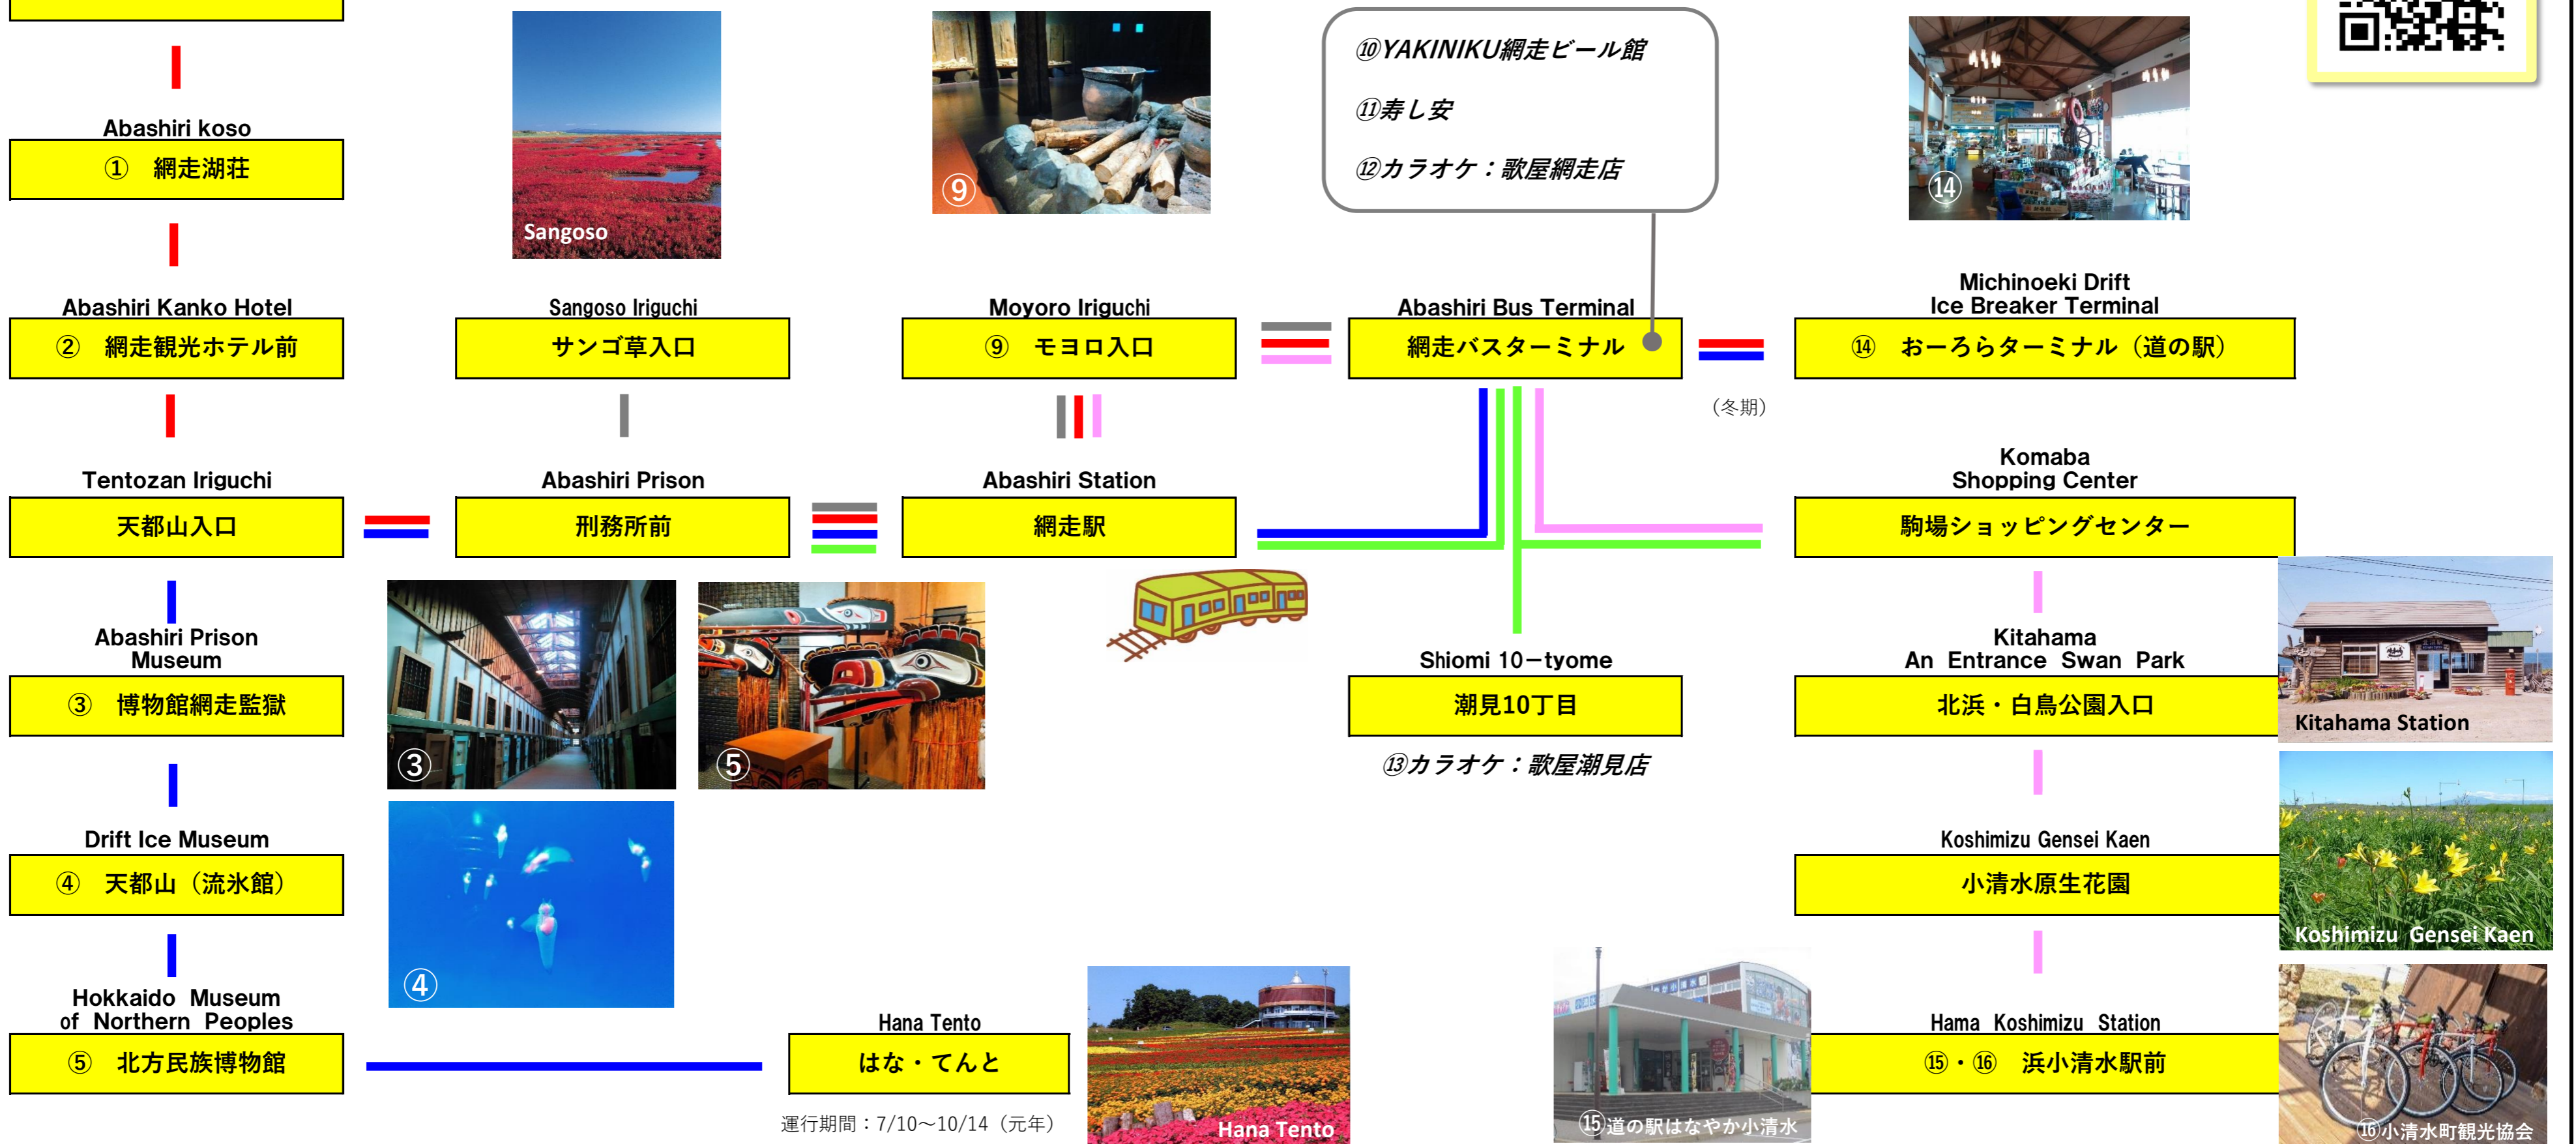 Abashiri koso
① 網走湖荘
Sangoso
⑨
⑩YAKINIKU網走ビール館
⑪寿し安
⑫カラオケ：歌屋網走店
⑭
Abashiri Kanko Hotel
② 網走観光ホテル前
Sangoso Iriguchi
サンゴ草入口
Moyoro Iriguchi
⑨ モヨロ入口
Abashiri Bus Terminal
網走バスターミナル
Michinoeki Drift
Ice Breaker Terminal
⑭ おーろらターミナル（道の駅）
（冬期）
Tentozan Iriguchi
天都山入口
Abashiri Prison
刑務所前
Abashiri Station
網走駅
Komaba
Shopping Center
駒場ショッピングセンター
Abashiri Prison
Museum
③ 博物館網走監獄
③
⑤
Shiomi 10－tyome
潮見10丁目
⑬カラオケ：歌屋潮見店
Kitahama
An Entrance Swan Park
北浜・白鳥公園入口
Kitahama Station
Drift Ice Museum
④ 天都山（流氷館）
④
Koshimizu Gensei Kaen
小清水原生花園
Koshimizu Gensei Kaen
Hokkaido Museum
of Northern Peoples
⑤ 北方民族博物館
Hana Tento
はな・てんと
運行期間：7/10～10/14（元年）
Hana Tento
⑮道の駅はなやか小清水
Hama Koshimizu Station
⑮・⑯ 浜小清水駅前
⑯小清水町観光協会